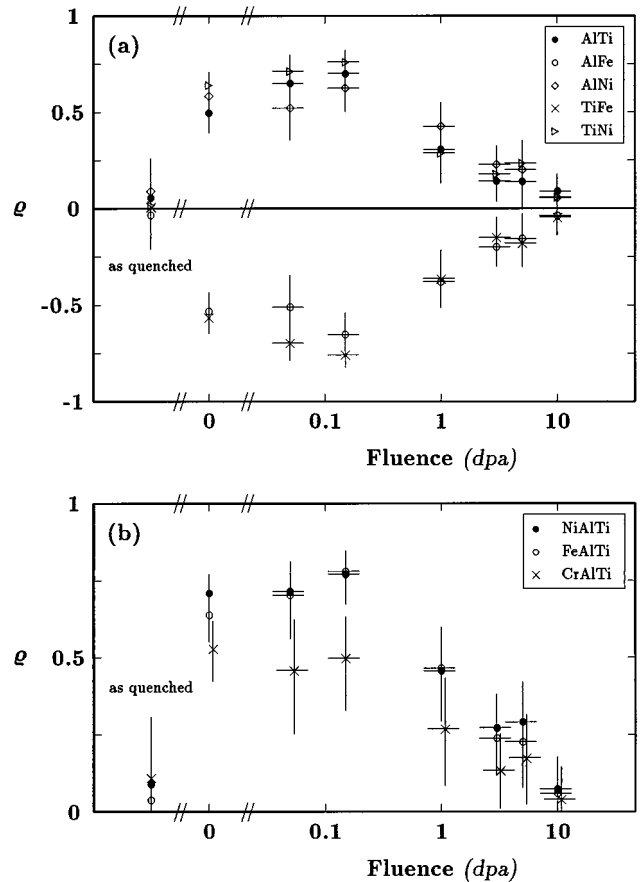 (a)
1
0.5
0
-0.5
-1
ϱ
AlTi
AlFe
AlNi
TiFe
TiNi
as quenched
0
0.1
1
10
Fluence (dpa)
(b)
1
0.5
0
ϱ
NiAlTi
FeAlTi
CrAlTi
as quenched
0
0.1
1
10
Fluence (dpa)